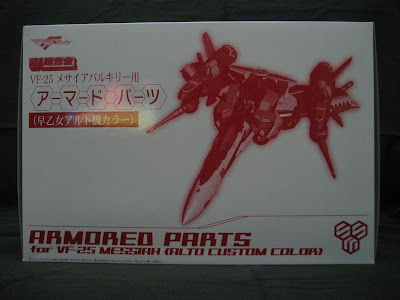 超合金
VF-25 メサイアバルキリー用
アーマードパーツ
(早乙女アルト機カラー)
ARMORED PARTS
for VF-25 MESSIAH (ALTO CUSTOM COLOR)